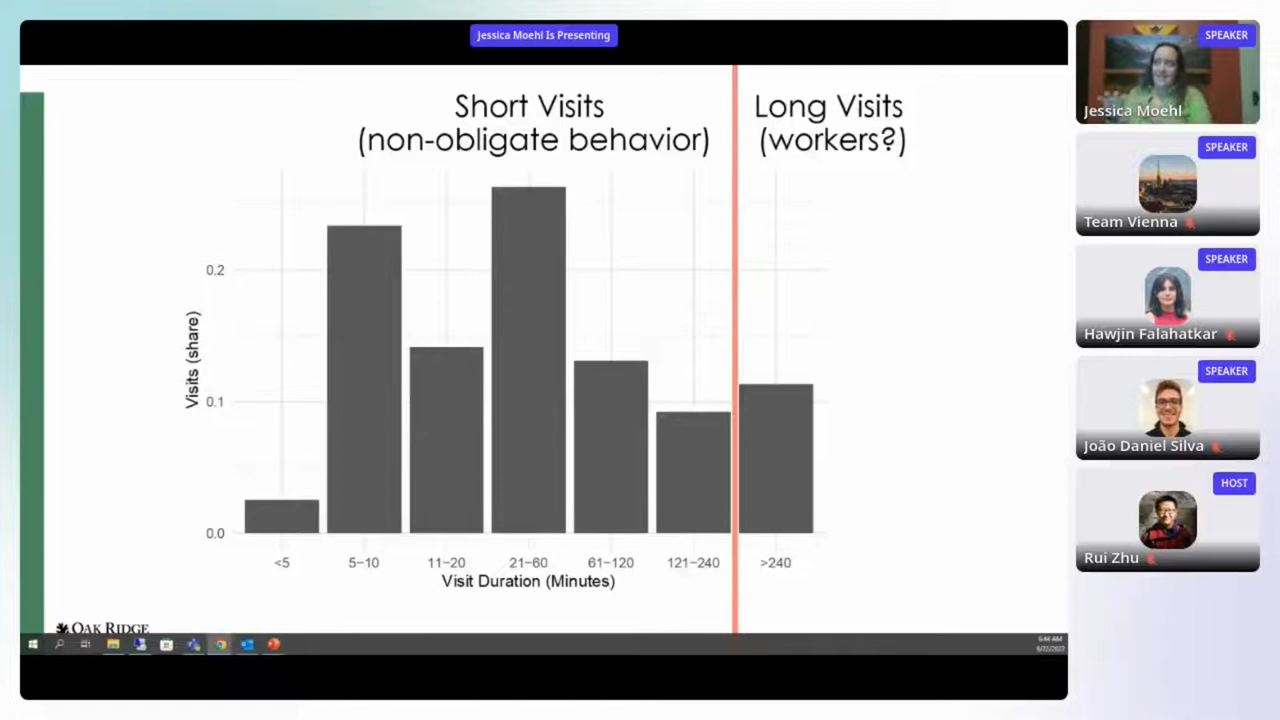 Jessica Moehl Is Presenting
Short Visits
(non-obligate behavior)
Long Visits
(workers?)
Visits (share)
0.2
0.1
0.0
<5
5−10
11−20
21−60
61−120
121−240
>240
Visit Duration (Minutes)
OAK RIDGE
SPEAKER
Jessica Moehl
SPEAKER
Team Vienna
SPEAKER
Hawjin Falahatkar
SPEAKER
João Daniel Silva
HOST
Rui Zhu